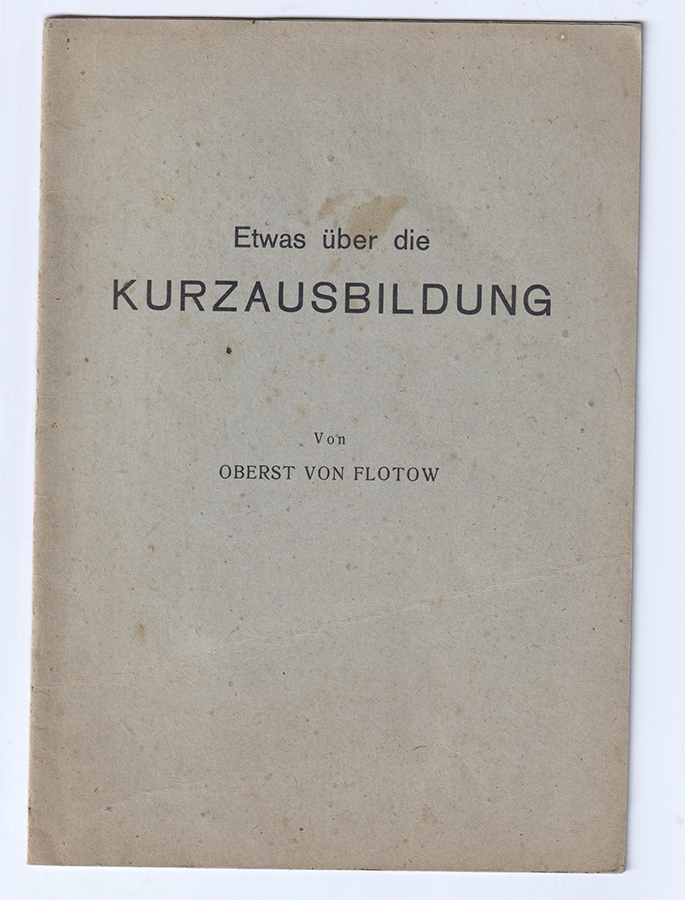 Etwas über die
KURZAUSBILDUNG
Von
OBERST VON FLOTOW